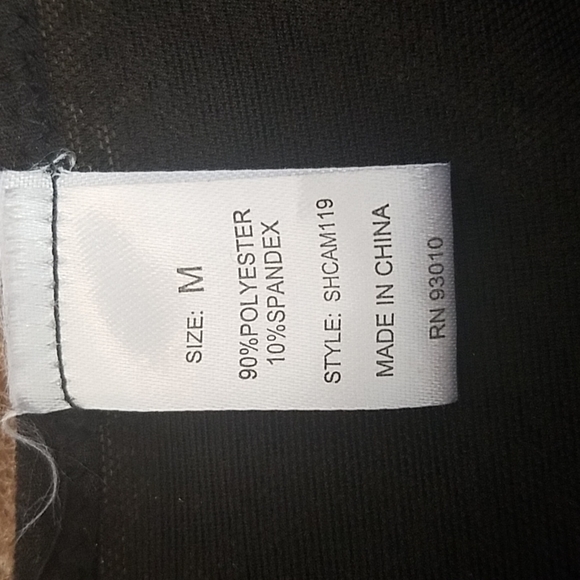 SIZE: M
90%POLYESTER
10%SPANDEX
STYLE: SHCAM119
MADE IN CHINA
RN 93010